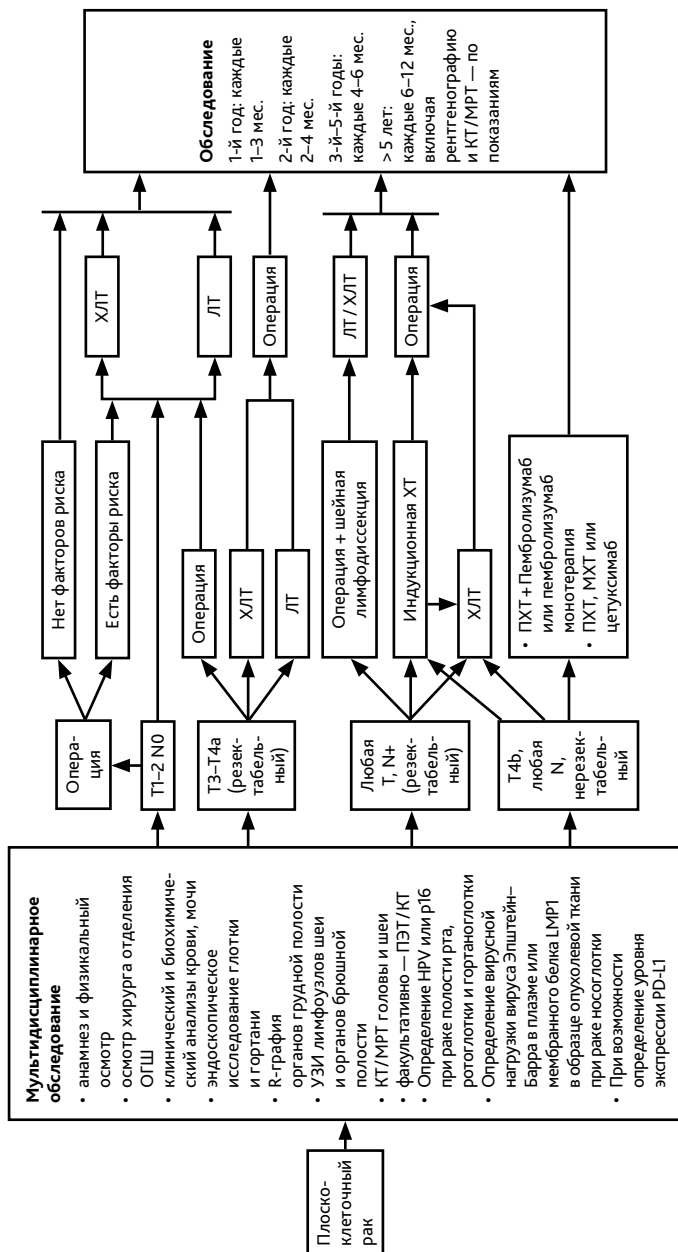 Плоско-
клеточный
рак
Мультидисциплинарное
обследование
• анамнез и физикальный
осмотр
• осмотр хирурга отделения
ОГШ
• клинический и биохимиче-
ский анализы крови, мочи
• эндоскопическое
исследование глотки
и гортани
• R-графия
органов грудной полости
• УЗИ лимфоузлов шеи
и органов брюшной
полости
• КТ/МРТ головы и шеи
• факультативно — ПЭТ/КТ
• Определение HPV или p16
при раке полости рта,
ротоглотки и гортаноглотки
• Определение вирусной
нагрузки вируса Эпштейн–
Барра в плазме или
мембранного белка LMP1
в образце опухолевой ткани
при раке носоглотки
• При возможности
определение уровня
экспрессии PD-L1
Опера-
ция
T1–2 N0
T3–T4a
(резек-
табель-
ный)
Любая
T, N+
(резек-
табельный)
T4b,
любая
N,
нерезек-
табель-
ный
Нет факторов риска
Есть факторы риска
Операция
ХЛТ
ЛТ
Операция + шейная
лимфодиссекция
Индукционная ХТ
ХЛТ
• ПХТ + Пембролизумаб
или пембролизумаб
монотерапия
• ПХТ, МХТ или
цетуксимаб
ХЛТ
ЛТ
Операция
ЛТ / ХЛТ
Операция
Обследование
1-й год: каждые
1–3 мес.
2-й год: каждые
2–4 мес.
3-й–5-й годы:
каждые 4–6 мес.
> 5 лет:
каждые 6–12 мес.,
включая
рентгенографию
и КТ/МРТ — по
показаниям